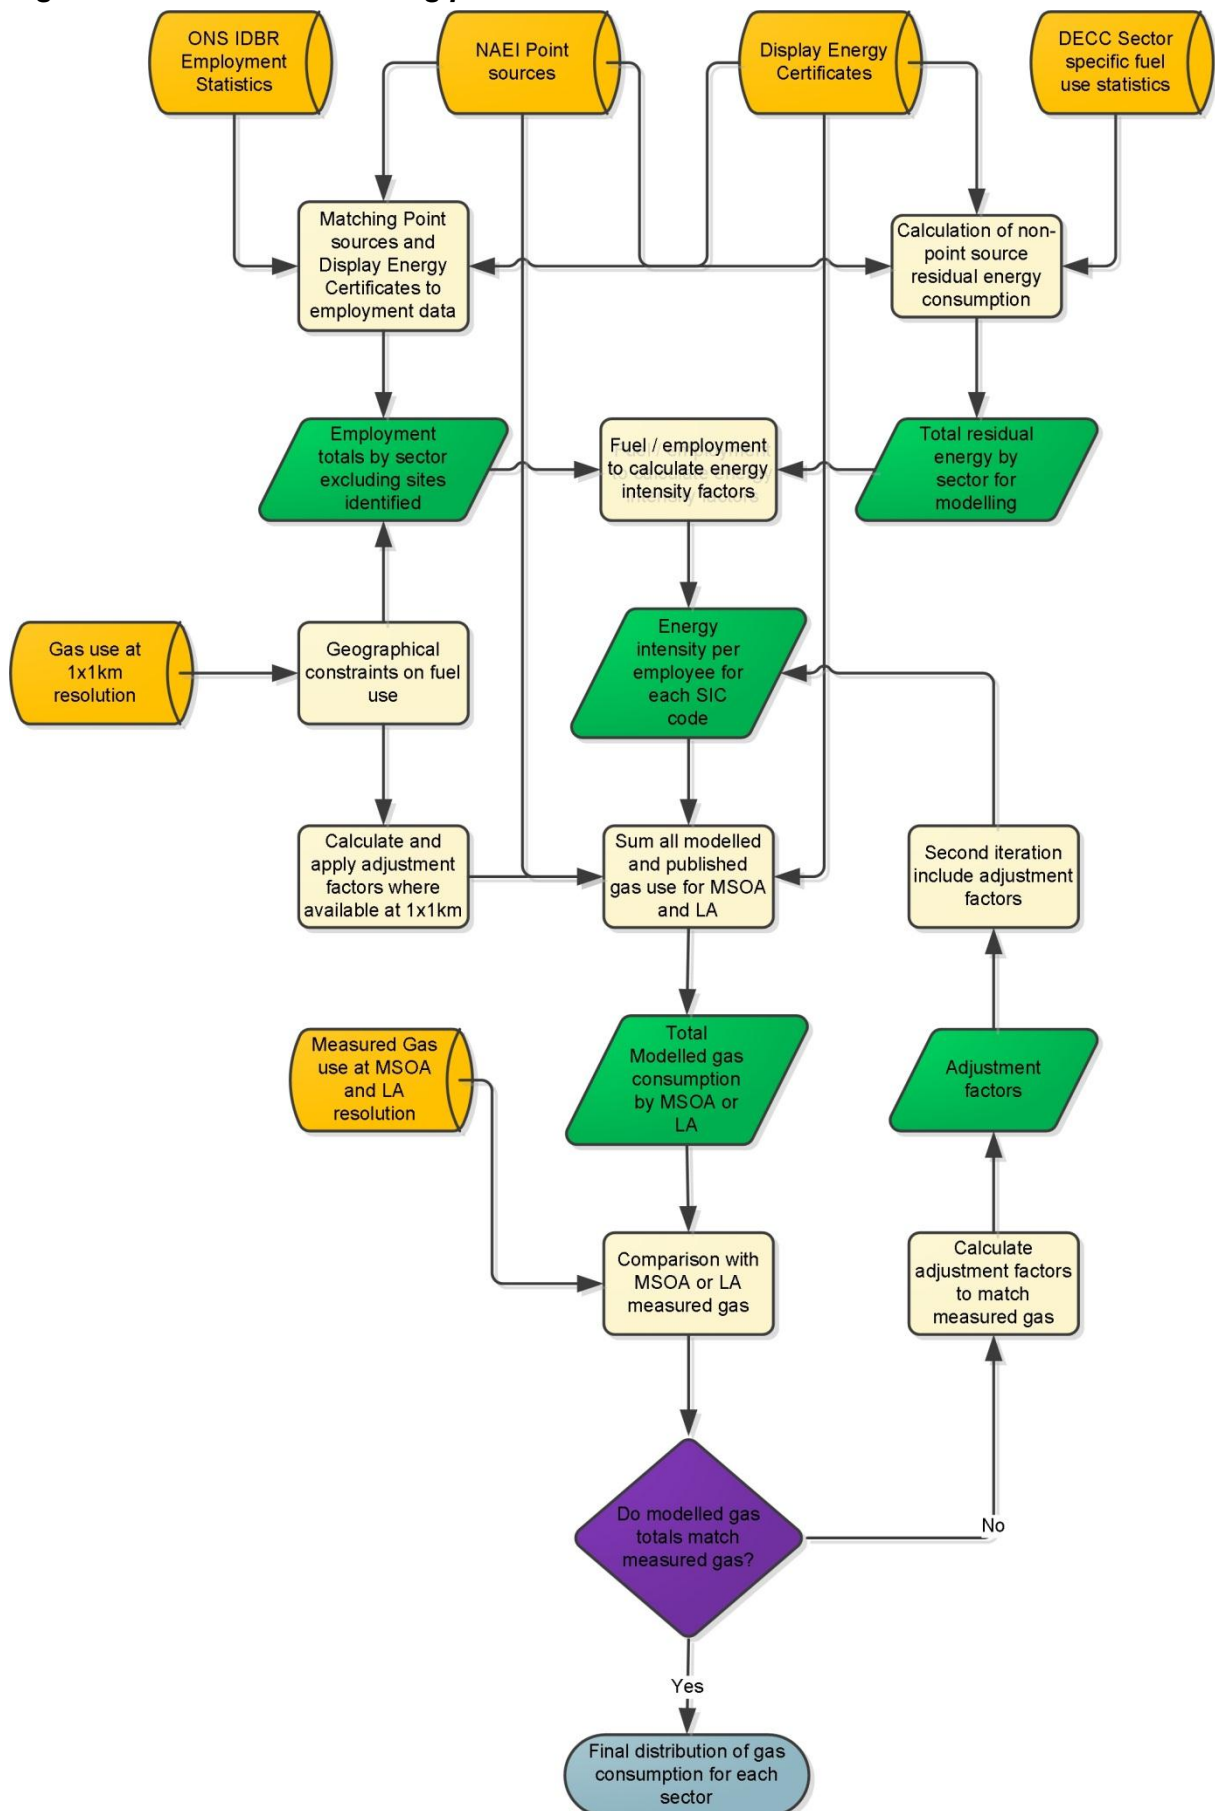 ONS IDBR
Employment
Statistics
NAEI Point
sources
Display Energy
Certificates
DECC Sector
specific fuel
use statistics
Matching Point
sources and
Display Energy
Certificates to
employment data
Calculation of non-
point source
residual energy
consumption
Employment
totals by sector
excluding sites
identified
Fuel / employment
to calculate energy
intensity factors
Total residual
energy by
sector for
modelling
Gas use at
1x1km
resolution
Geographical
constraints on fuel
use
Energy
intensity per
employee for
each SIC
code
Calculate and
apply adjustment
factors where
available at 1x1km
Sum all modelled
and published
gas use for MSOA
and LA
Second iteration
include adjustment
factors
Measured Gas
use at MSOA
and LA
resolution
Total
Modelled gas
consumption
by MSOA or
LA
Adjustment
factors
Comparison with
MSOA or LA
measured gas
Calculate
adjustment factors
to match
measured gas
Do modelled gas
totals match
measured gas?
No
Yes
Final distribution of gas
consumption for each
sector